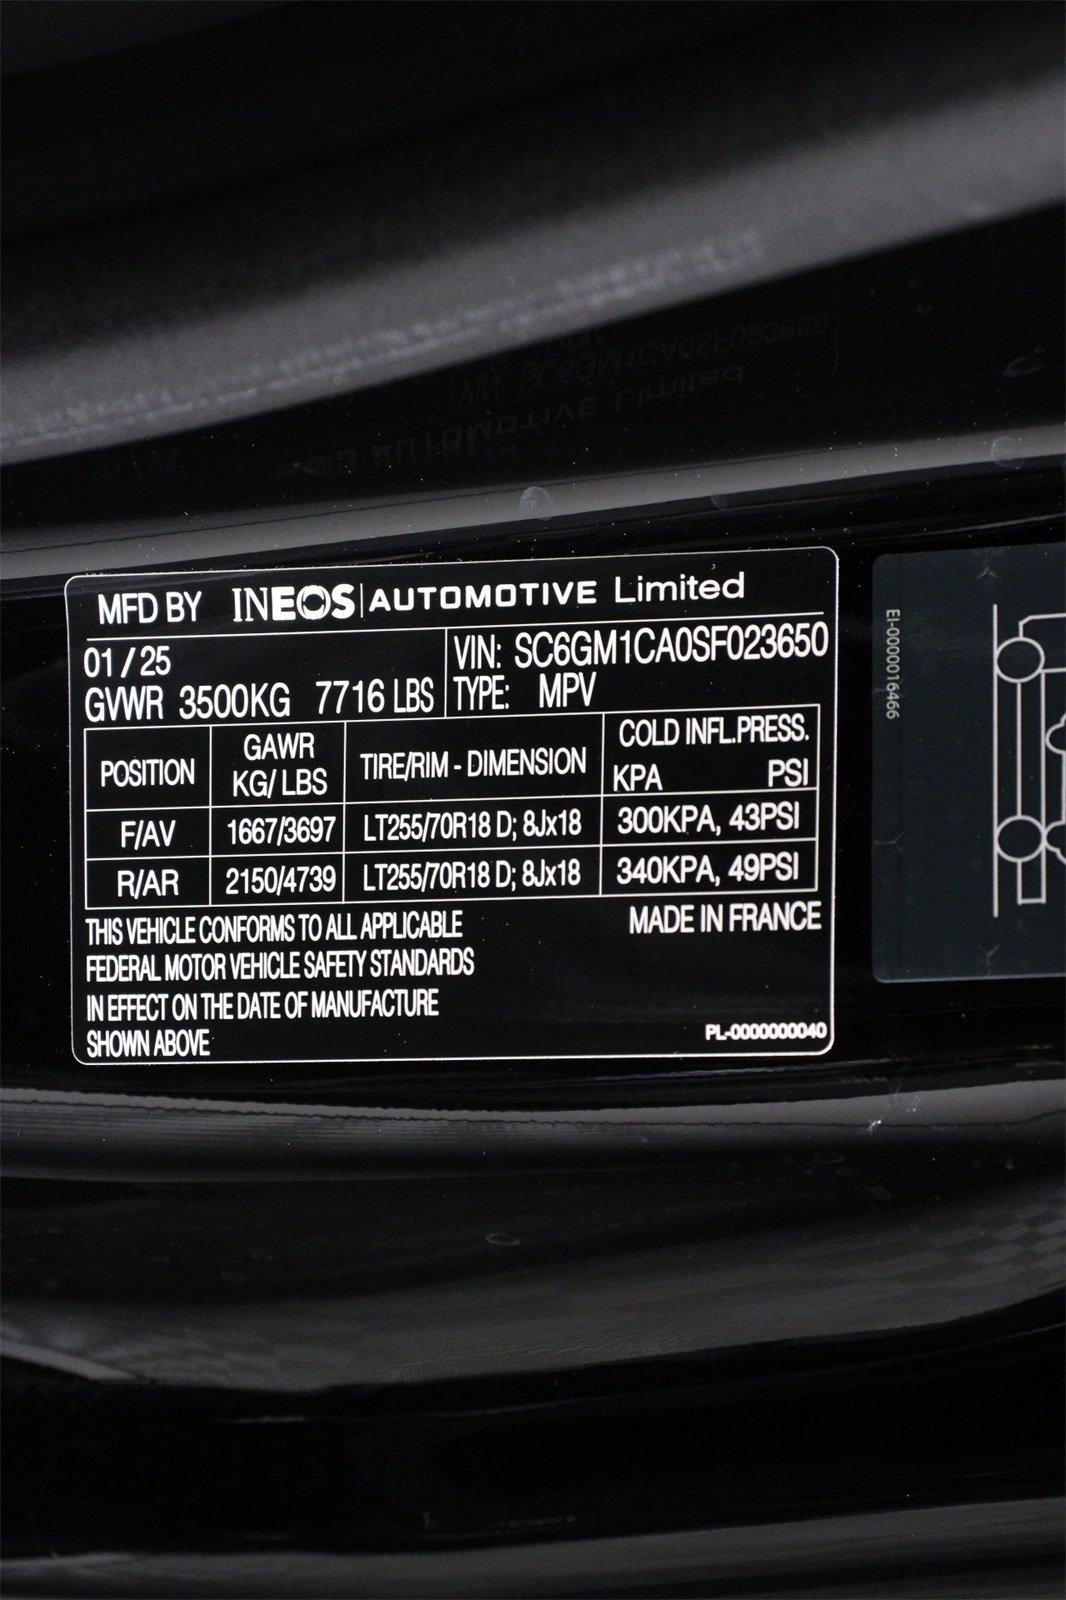 MFD BY INEOS | AUTOMOTIVE Limited
01 / 25
GVWR 3500KG 7716 LBS
VIN: SC6GM1CA0SF023650
TYPE: MPV
POSITION GAWR KG/ LBS TIRE/RIM - DIMENSION COLD INFL.PRESS. KPA PSI
F/AV 1667/3697 LT255/70R18 D; 8Jx18 300KPA, 43PSI
R/AR 2150/4739 LT255/70R18 D; 8Jx18 340KPA, 49PSI
THIS VEHICLE CONFORMS TO ALL APPLICABLE
FEDERAL MOTOR VEHICLE SAFETY STANDARDS
IN EFFECT ON THE DATE OF MANUFACTURE
SHOWN ABOVE
MADE IN FRANCE
PL-0000000040
EI-0000016466